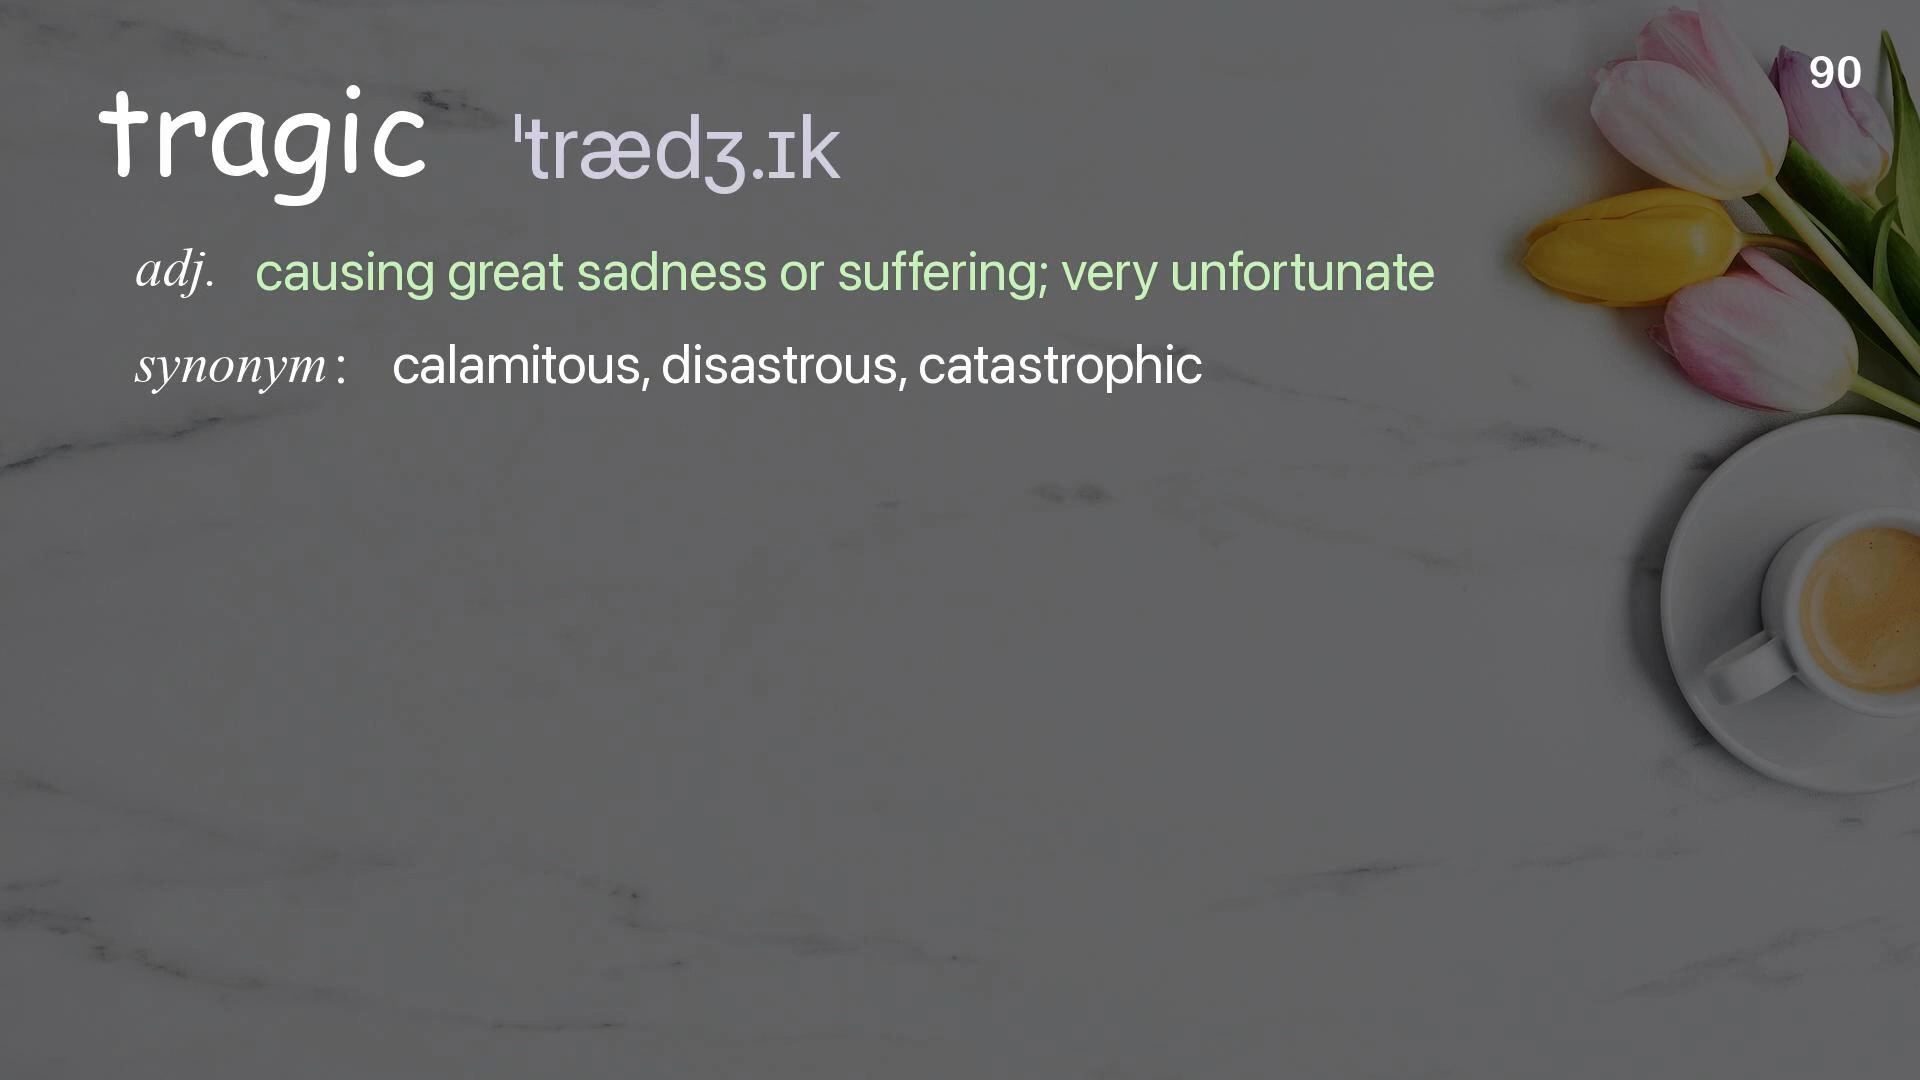 90
tragic ˈtrædʒ.ɪk
adj. causing great sadness or suffering; very unfortunate
synonym: calamitous, disastrous, catastrophic